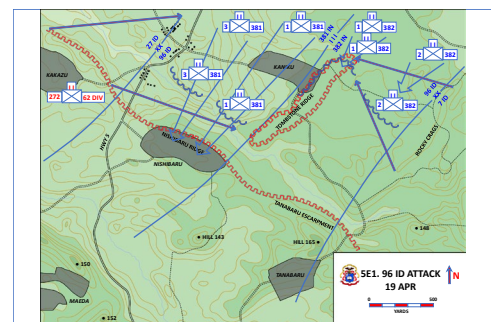 3 381
1 381
1 382
27 ID
XX
96 ID
381 IN
III
382 IN
1 382
2 382
KAKAZU
3 381
KANIKU
272 62 DIV
1 381
2 382
96 ID
XX
7 ID
TOMBSTONE RIDGE
HWY 5
NISHIBARU RIDGE
NISHIBARU
ROCKY CRAGS
TANABARU ESCARPMENT
HILL 143
HILL 165
148
150
TANABARU
MAEDA
152
5E1. 96 ID ATTACK
19 APR
N
0 500
YARDS